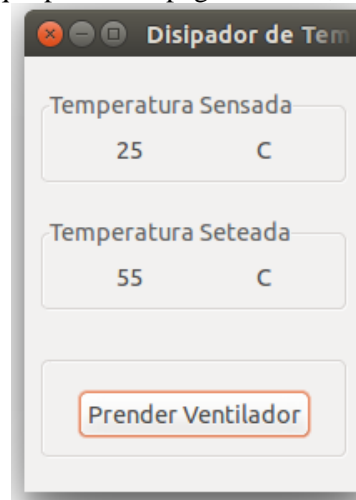 Disipador de Tem
Temperatura Sensada
25 C
Temperatura Seteada
55 C
Prender Ventilador